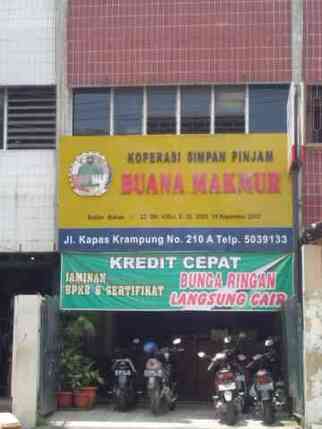 KOPERASI SIMPAN PINJAM
BUANA MAKMUR
Jl. Kapas Krampung No. 210 A Telp. 5039133
KREDIT CEPAT
JAMINAN
BPKB & SERTIFIKAT
BUNGA RINGAN
LANGSUNG CAIR